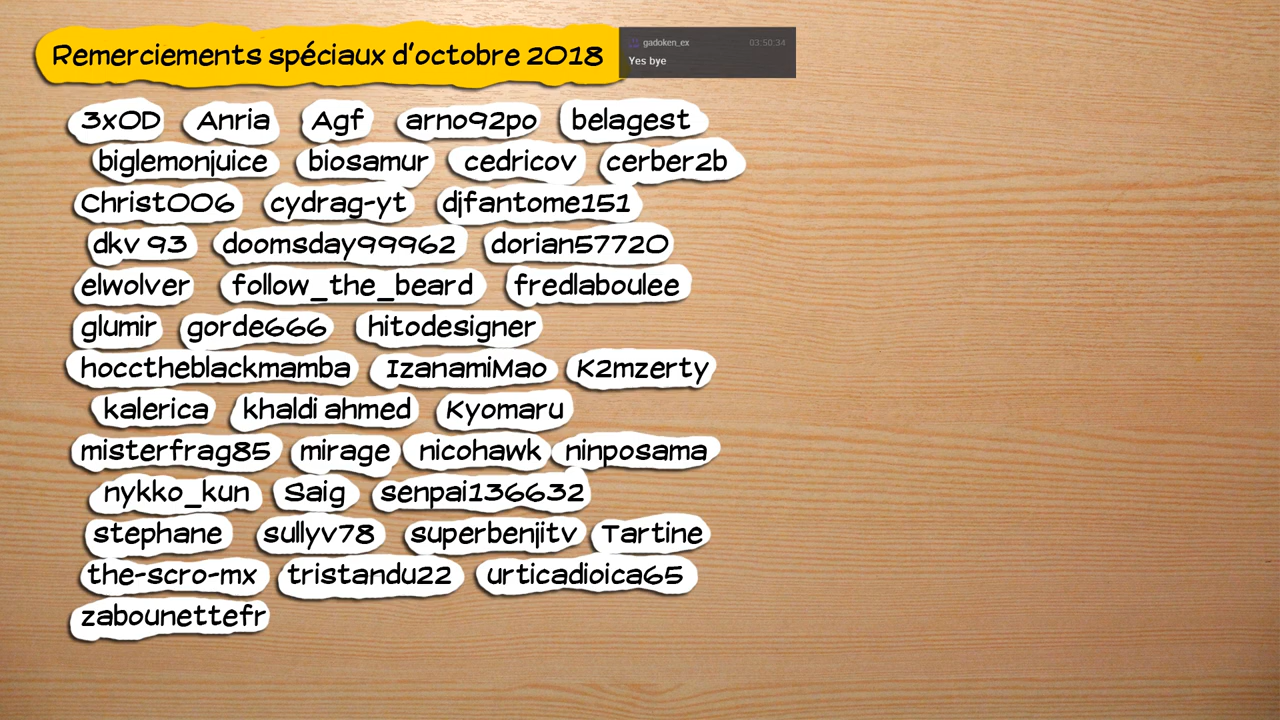 Remerciements spéciaux d'octobre 2018
gadoken_ex 03:50:34
Yes bye
3xOD Anria Agf arno92po belagest
biglemonjuice biosamur cedricov cerber2b
Christ006 cydrag-yt djfantome151
dkv 93 doomsday99962 dorian57720
elwolver follow_the_beard fredlaboulee
glumir gorde666 hitodesigner
hocctheblackmamba IzanamiMao K2mzerty
kalerica khaldi ahmed Kyomaru
misterfrag85 mirage nicohawk ninposama
nykko_kun Saig senpai136632
stephane sullyv78 superbenjitv Tartine
the-scro-mx tristandu22 urticadioica65
zabounettefr